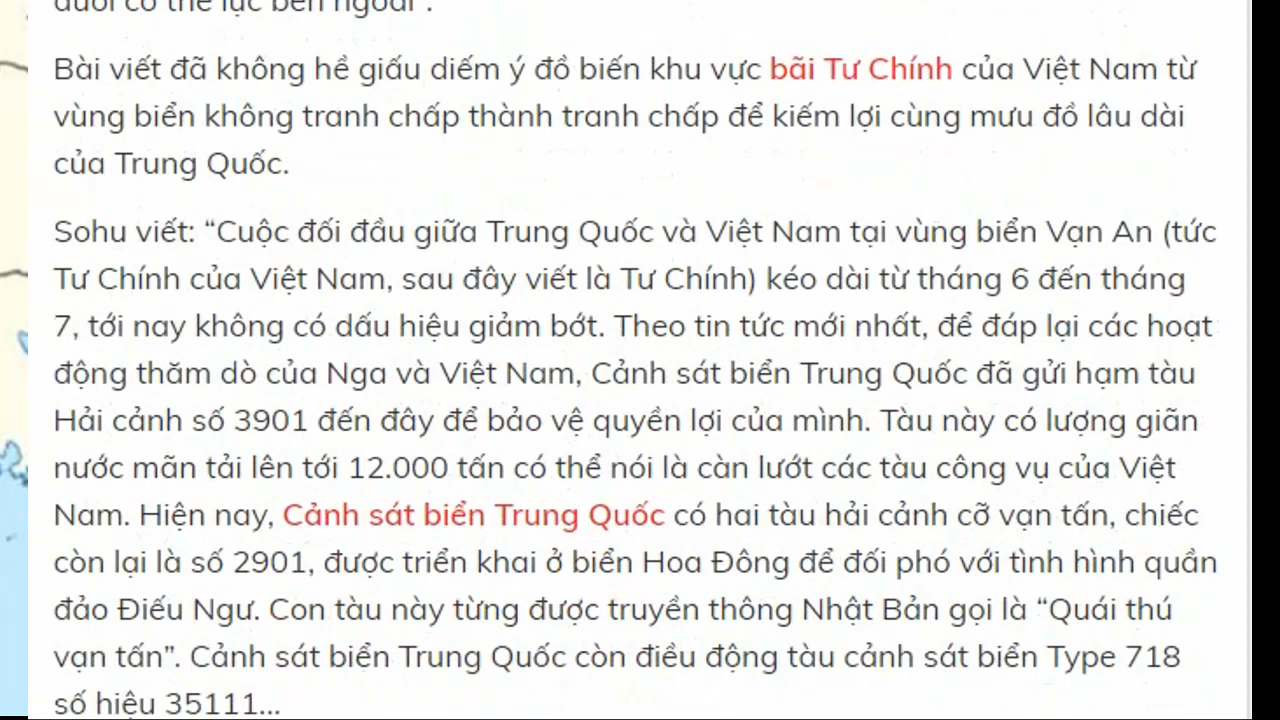 đuôi có thế lực bên ngoài".
Bài viết đã không hề giấu diếm ý đồ biến khu vực bãi Tư Chính của Việt Nam từ
vùng biển không tranh chấp thành tranh chấp để kiếm lợi cùng mưu đồ lâu dài
của Trung Quốc.
Sohu viết: “Cuộc đối đầu giữa Trung Quốc và Việt Nam tại vùng biển Vạn An (tức
Tư Chính của Việt Nam, sau đây viết là Tư Chính) kéo dài từ tháng 6 đến tháng
7, tới nay không có dấu hiệu giảm bớt. Theo tin tức mới nhất, để đáp lại các hoạt
động thăm dò của Nga và Việt Nam, Cảnh sát biển Trung Quốc đã gửi hạm tàu
Hải cảnh số 3901 đến đây để bảo vệ quyền lợi của mình. Tàu này có lượng giãn
nước mãn tải lên tới 12.000 tấn có thể nói là càn lướt các tàu công vụ của Việt
Nam. Hiện nay, Cảnh sát biển Trung Quốc có hai tàu hải cảnh cỡ vạn tấn, chiếc
còn lại là số 2901, được triển khai ở biển Hoa Đông để đối phó với tình hình quần
đảo Điếu Ngư. Con tàu này từng được truyền thông Nhật Bản gọi là “Quái thú
vạn tấn”. Cảnh sát biển Trung Quốc còn điều động tàu cảnh sát biển Type 718
số hiệu 35111...